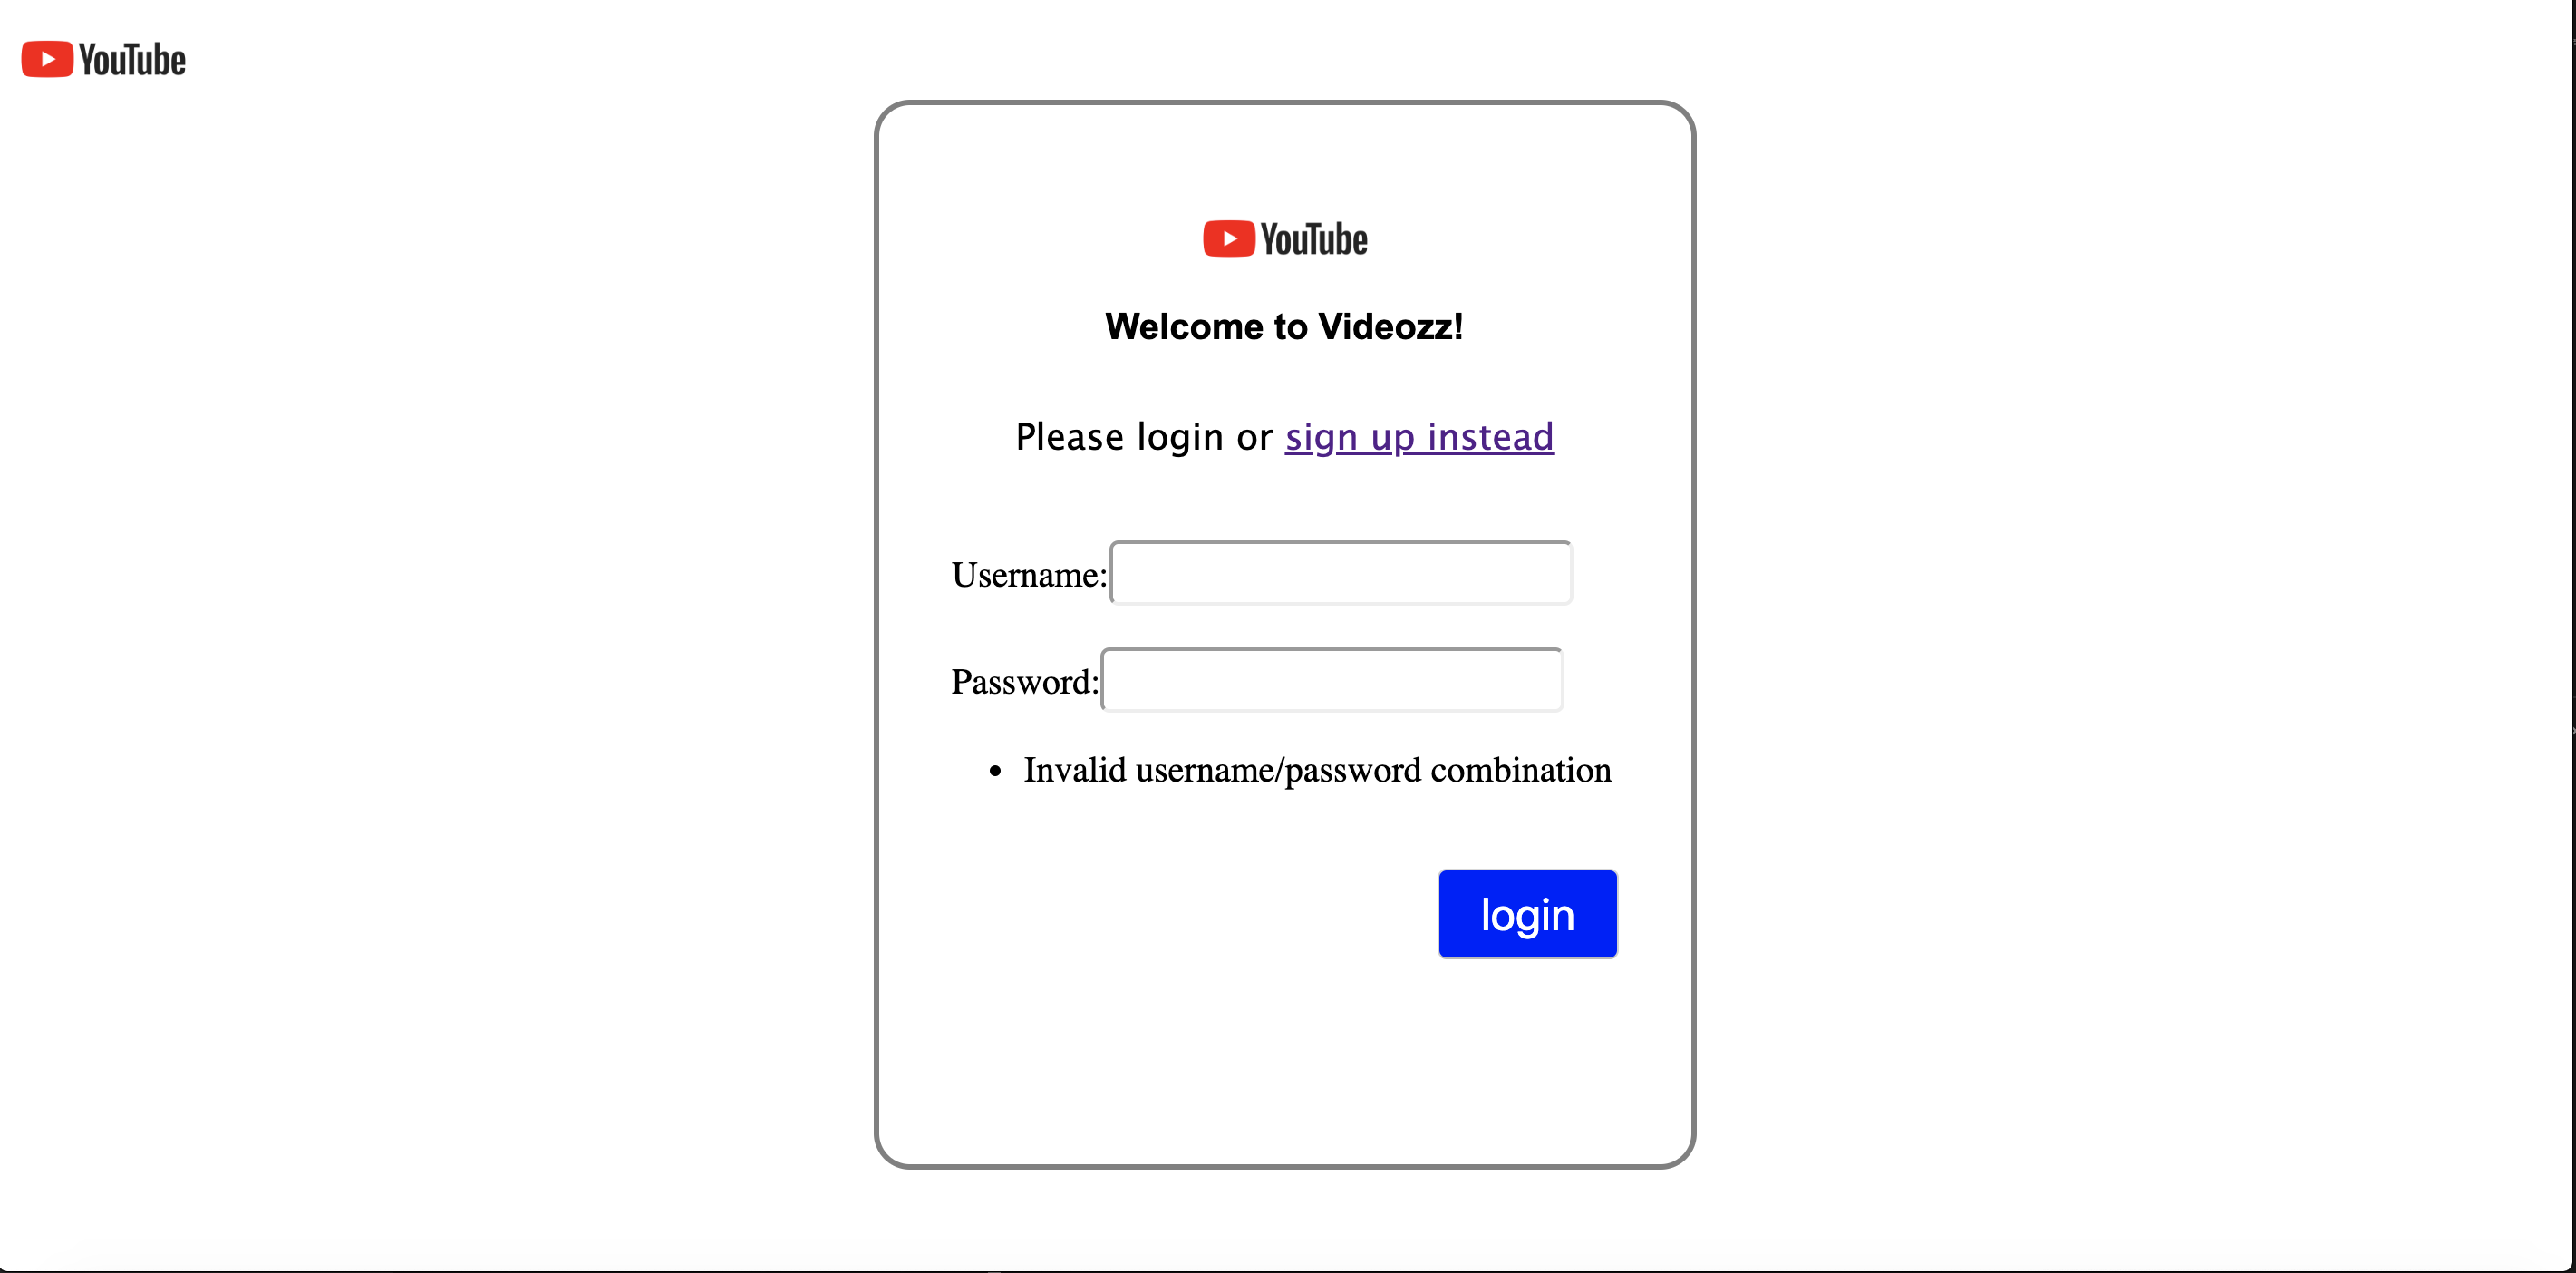 YouTube
YouTube
Welcome to Videozz!
Please login or sign up instead
Username:
Password:
• Invalid username/password combination
login